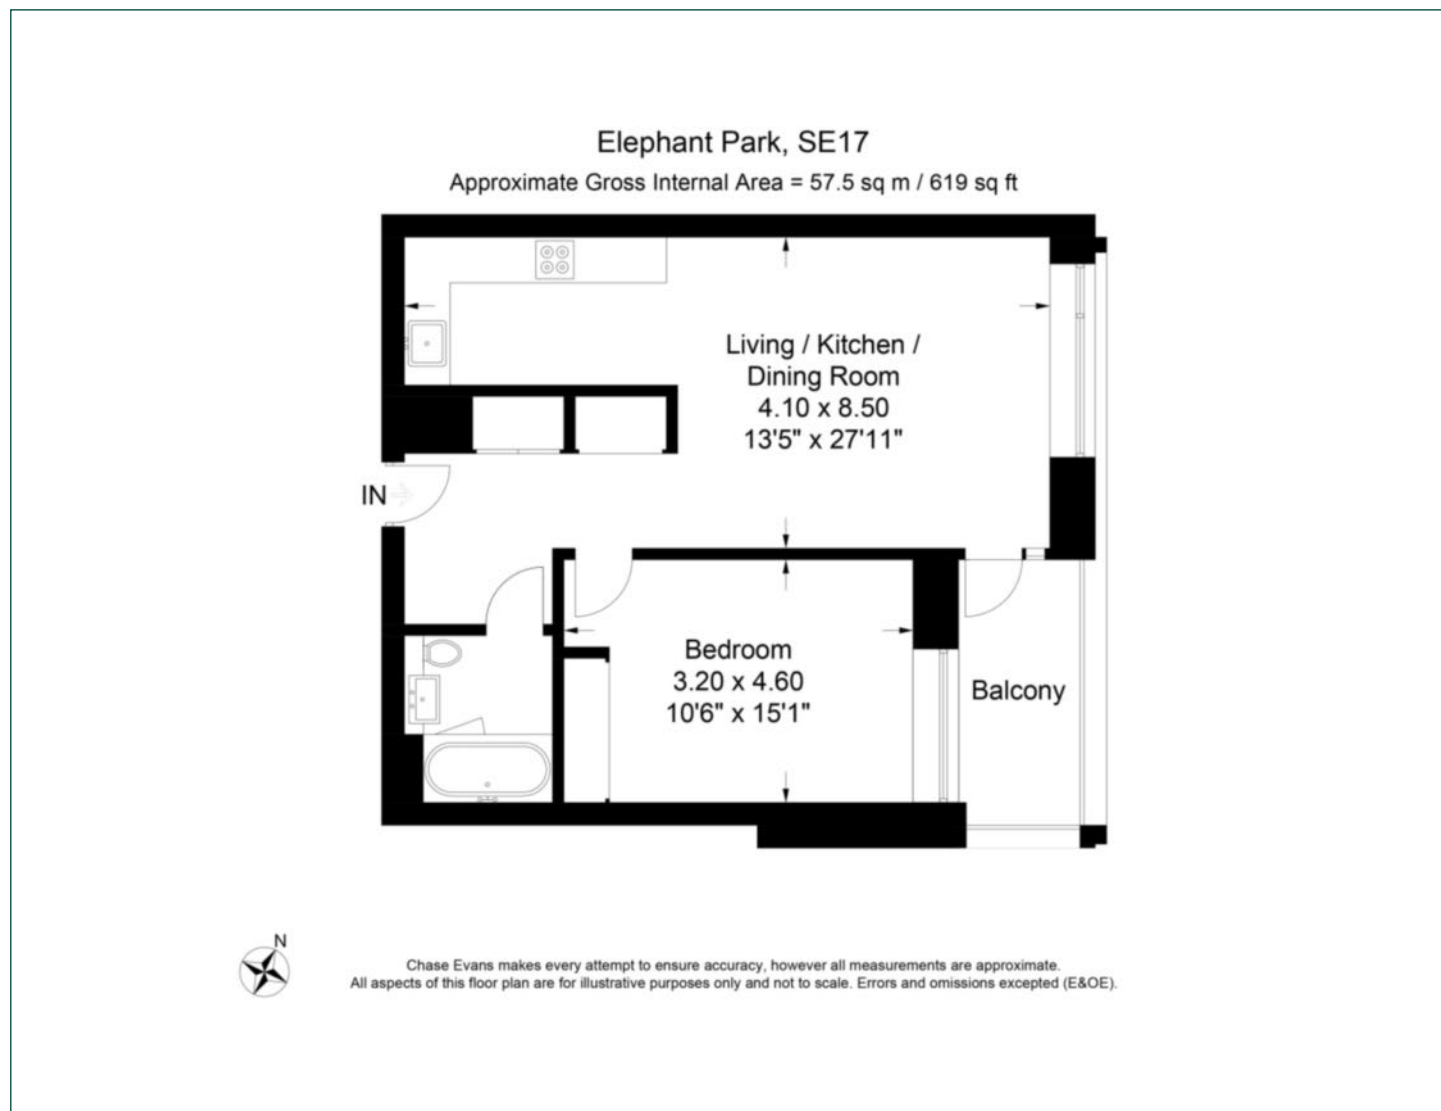 Elephant Park, SE17
Approximate Gross Internal Area = 57.5 sq m / 619 sq ft
Living / Kitchen /
Dining Room
4.10 x 8.50
13'5" x 27'11"
IN
Bedroom
3.20 x 4.60
10'6" x 15'1"
Balcony
N
Chase Evans makes every attempt to ensure accuracy, however all measurements are approximate.
All aspects of this floor plan are for illustrative purposes only and not to scale. Errors and omissions excepted (E&OE).